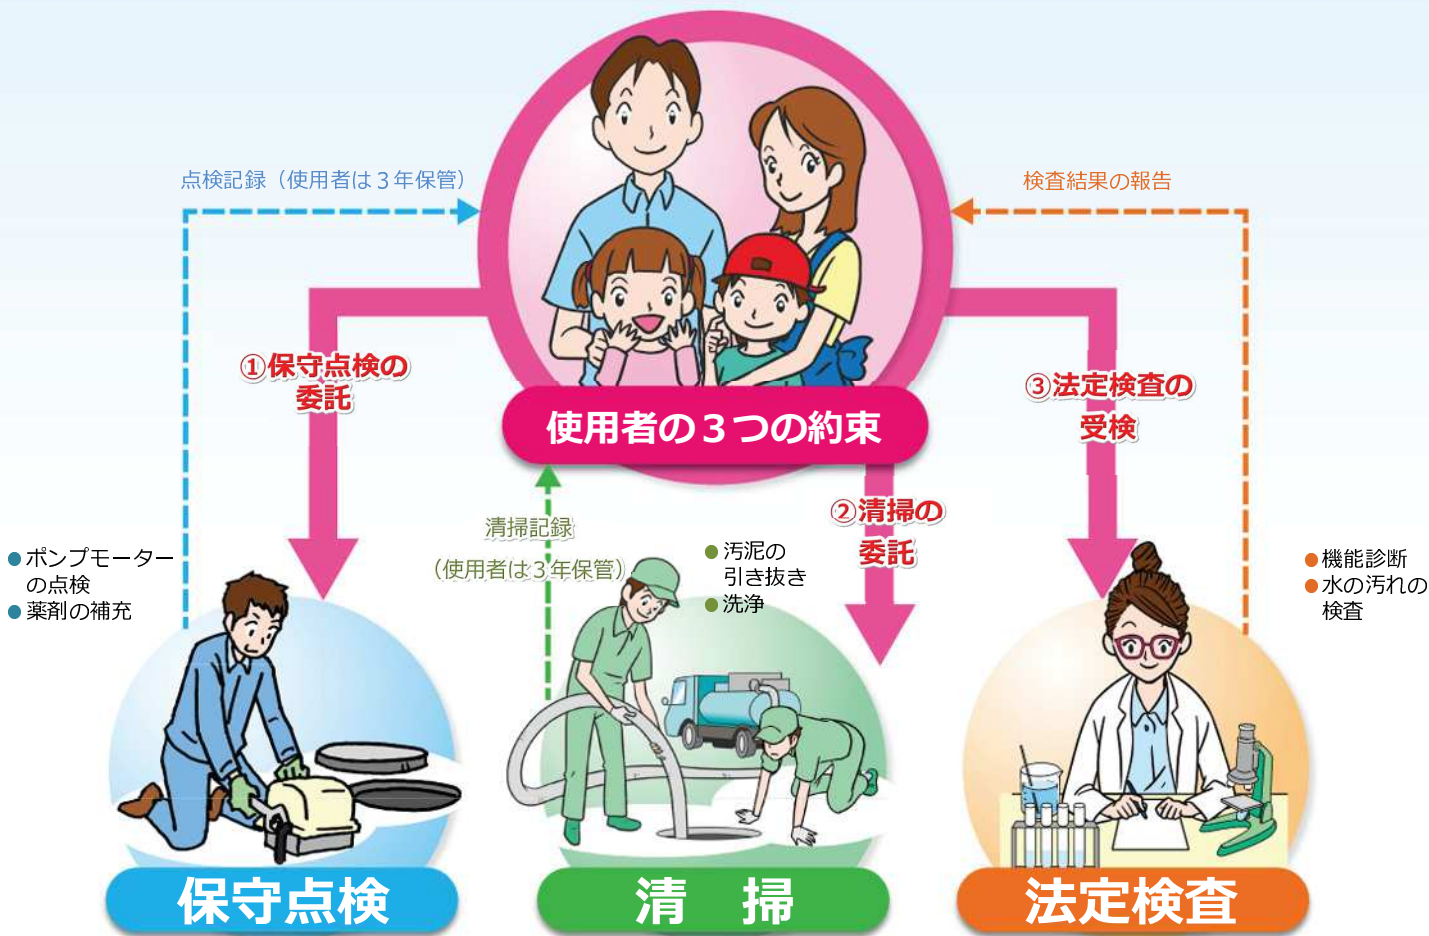 点検記録（使用者は３年保管）
検査結果の報告
①保守点検の
委託
③法定検査の
受検
使用者の３つの約束
清掃記録
（使用者は３年保管）
②清掃の
委託
●ポンプモーター
の点検
●薬剤の補充
●汚泥の
引き抜き
●洗浄
●機能診断
●水の汚れの
検査
保守点検
清　掃
法定検査